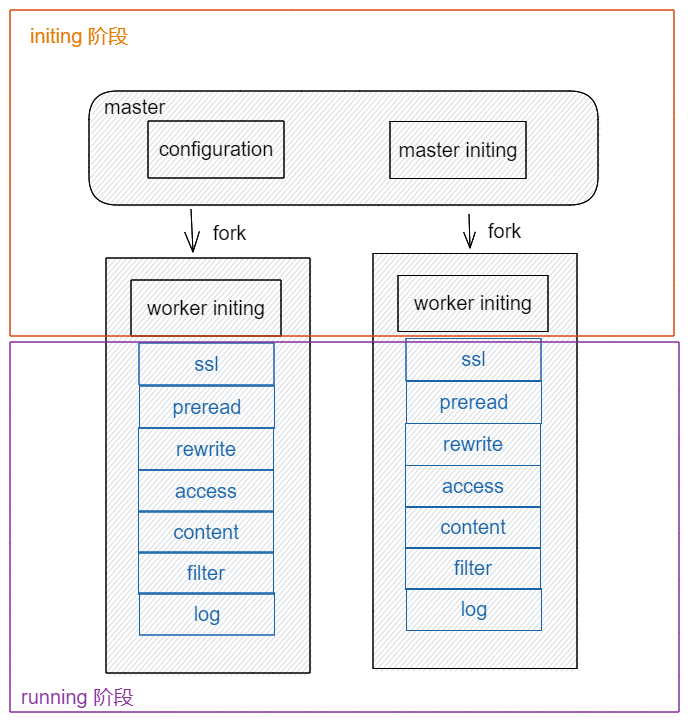 initing 阶段
master
configuration
master initing
fork
fork
worker initing
ssl
preread
rewrite
access
content
filter
log
worker initing
ssl
preread
rewrite
access
content
filter
log
running 阶段